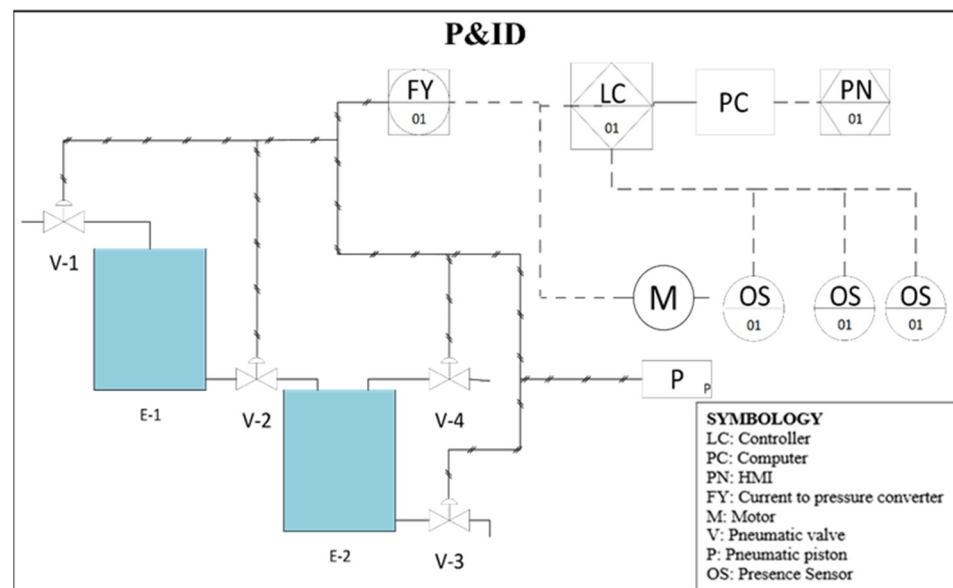 P&ID
FY
01
LC
01
PC
PN
01
V-1
M
OS
01
OS
01
OS
01
E-1
V-2
V-4
P
P
E-2
V-3
SYMBOLOGY
LC: Controller
PC: Computer
PN: HMI
FY: Current to pressure converter
M: Motor
V: Pneumatic valve
P: Pneumatic piston
OS: Presence Sensor